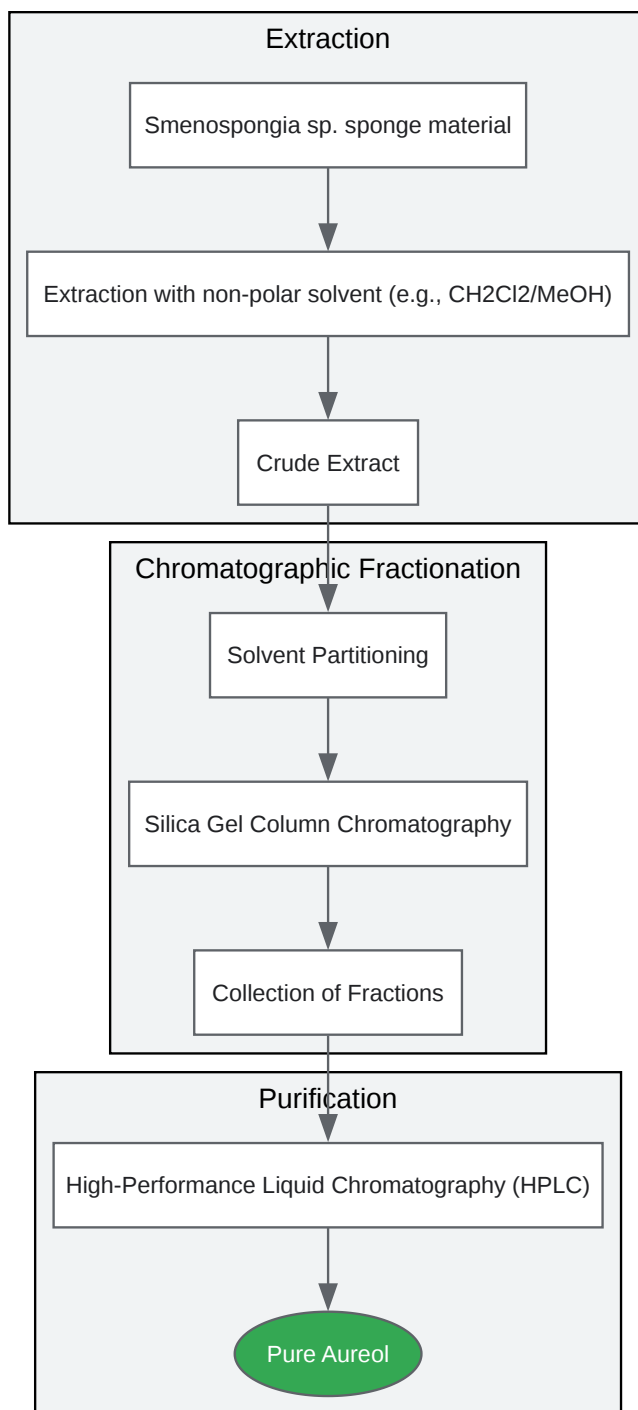 Extraction
Smenospongia sp. sponge material
Extraction with non-polar solvent (e.g., CH2Cl2/MeOH)
Crude Extract
Chromatographic Fractionation
Solvent Partitioning
Silica Gel Column Chromatography
Collection of Fractions
Purification
High-Performance Liquid Chromatography (HPLC)
Pure Aureol